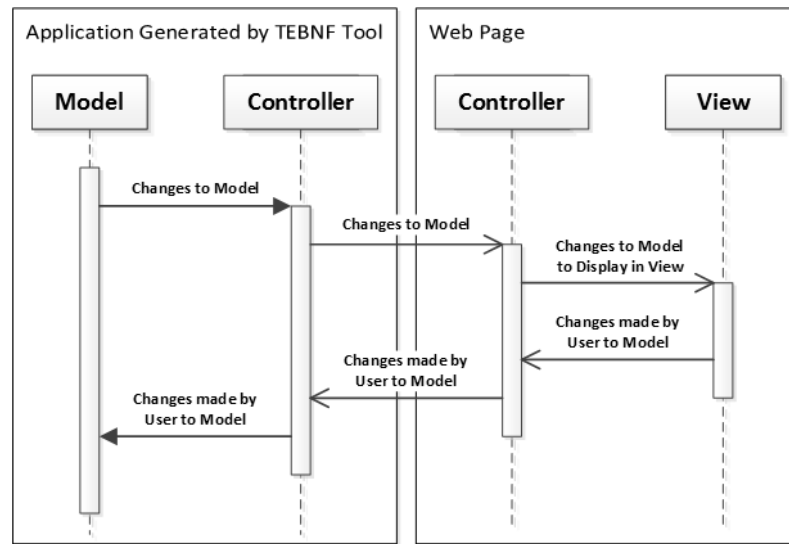 Application Generated by TEBNF Tool
Web Page
Model
Controller
Controller
View
Changes to Model
Changes to Model
Changes to Model
to Display in View
Changes made by
User to Model
Changes made by
User to Model
Changes made by
User to Model